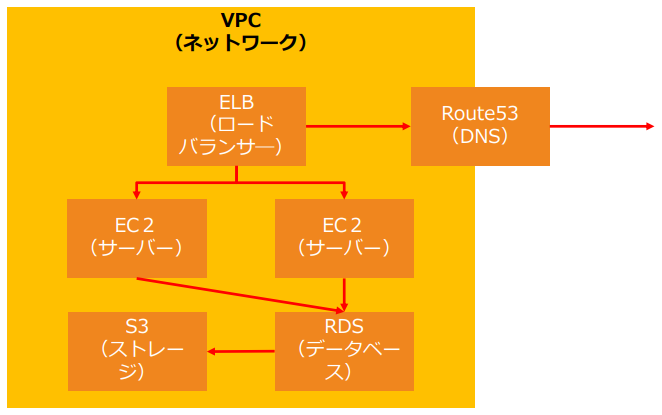 VPC
（ネットワーク）
ELB
（ロード
バランサ―）
Route53
（DNS）
EC２
（サーバー）
EC２
（サーバー）
S3
（ストレー
ジ）
RDS
（データベー
ス）